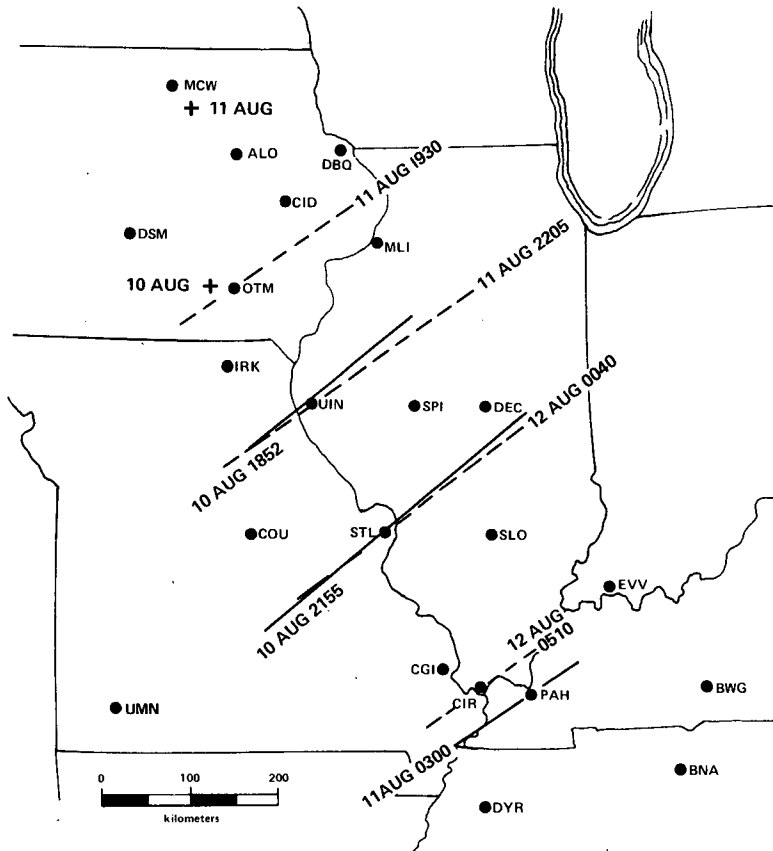 MCW
+ 11 AUG
ALO
DBQ
11 AUG I930
CID
DSM
MLI
11 AUG 2205
10 AUG +
OTM
IRK
UIN
SPI
DEC
12 AUG 0040
10 AUG 1852
COU
STL
SLO
10 AUG 2155
EVV
12 AUG
0510
CGI
CIR
PAH
BWG
UMN
11AUG 0300
BNA
0
100
200
kilometers
DYR